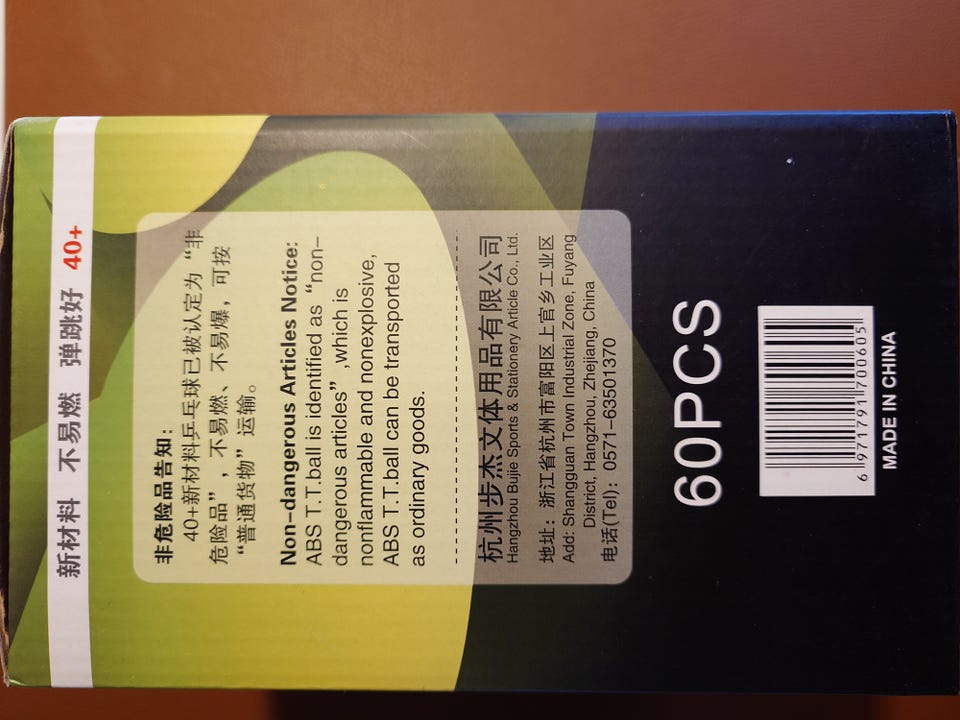 新材料 不易燃 弹跳好 40+
非危险品告知:
40+新材料乒乓球已被认定为“非
危险品”,不易燃、不易爆,可按
“普通货物”运输。
Non-dangerous Articles Notice:
ABS T.T.ball is identified as “non-
dangerous articles” ,which is
nonflammable and nonexplosive,
ABS T.T.ball can be transported
as ordinary goods.
杭州步杰文体用品有限公司
Hangzhou Bujie Sports & Stationery Article Co., Ltd.
地址: 浙江省杭州市富阳区上官乡工业区
Add: Shangguan Town Industrial Zone, Fuyang
District, Hangzhou, Zhejiang, China
电话(Tel): 0571-63501370
60PCS
6 971791 700605
MADE IN CHINA